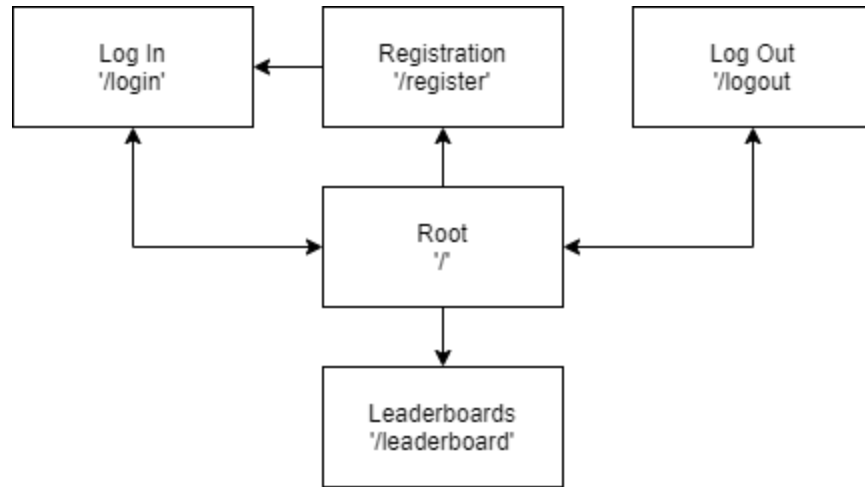 Log In
'/login'
Registration
'/register'
Log Out
'/logout
Root
'/'
Leaderboards
'/leaderboard'